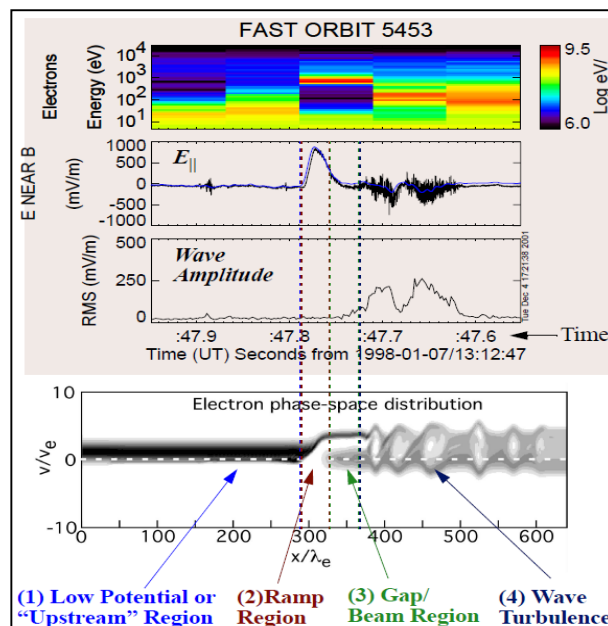 FAST ORBIT 5453
Electrons
Energy (eV)
10^4
10^3
10^2
10^1
9.5
6.0
Log eV/
E NEAR B
(mV/m)
1000
500
0
-500
-1000
E||
RMS (mV/m)
500
250
0
Wave
Amplitude
Tue Dec 4 17:21:38 2001
:47.9 :47.8 :47.7 :47.6
Time
Time (UT) Seconds from 1998-01-07/13:12:47
Electron phase-space distribution
v/v_e
10
0
-10
0 100 200 300 400 500 600
x/λ_e
(1) Low Potential or
"Upstream" Region
(2)Ramp
Region
(3) Gap/
Beam Region
(4) Wave
Turbulence